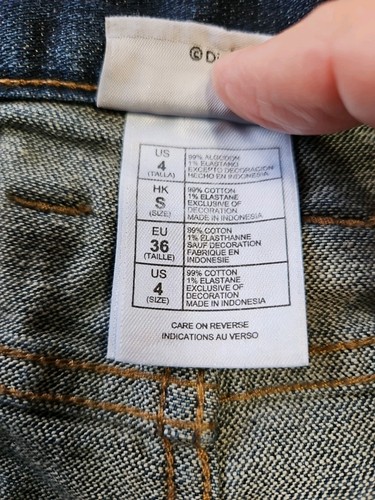 © Di
US
4
(TALLA)
99% ALGODON
1% ELASTANO
EXCEPTO DECORACION
HECHO EN INDONESIA
HK
S
(SIZE)
99% COTTON
1% ELASTANE
EXCLUSIVE OF
DECORATION
MADE IN INDONESIA
EU
36
(TAILLE)
99% COTON
1% ELASTHANNE
SAUF DECORATION
FABRIQUE EN
INDONESIE
US
4
(SIZE)
99% COTTON
1% ELASTANE
EXCLUSIVE OF
DECORATION
MADE IN INDONESIA
CARE ON REVERSE
INDICATIONS AU VERSO